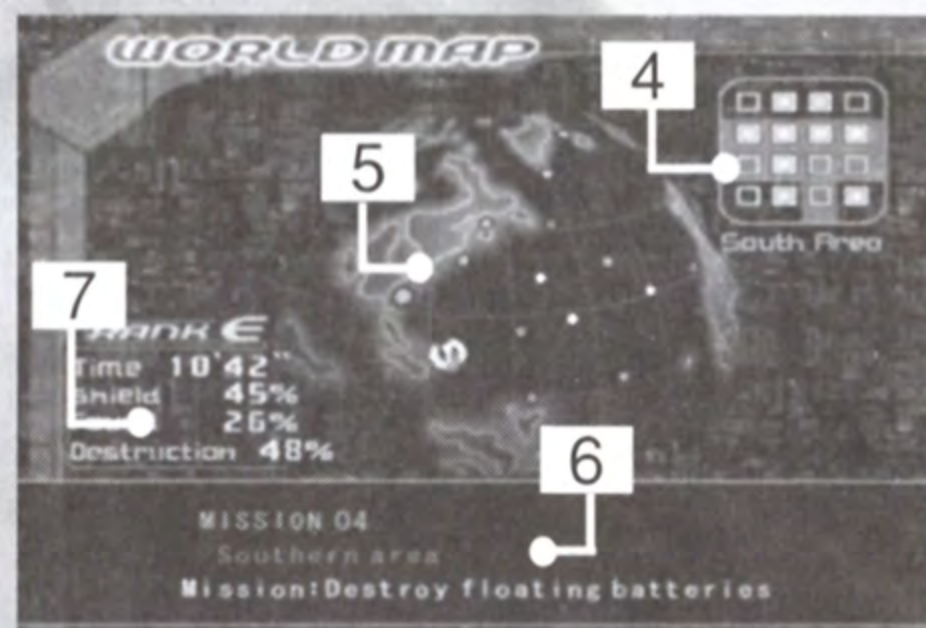 WORLD MAP
4
5
South Area
7
RANK E
Time 10'42"
Shield 45%
26%
Destruction 48%
6
MISSION 04
Southern area
Mission:Destroy floating batteries